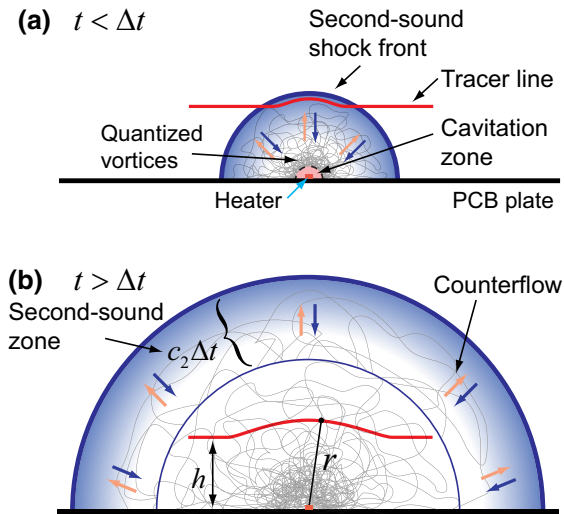 (a) t < Δt
Second-sound
shock front
Tracer line
Quantized
vortices
Cavitation
zone
Heater
PCB plate
(b) t > Δt
Second-sound
zone
c₂Δt
Counterflow
h
r